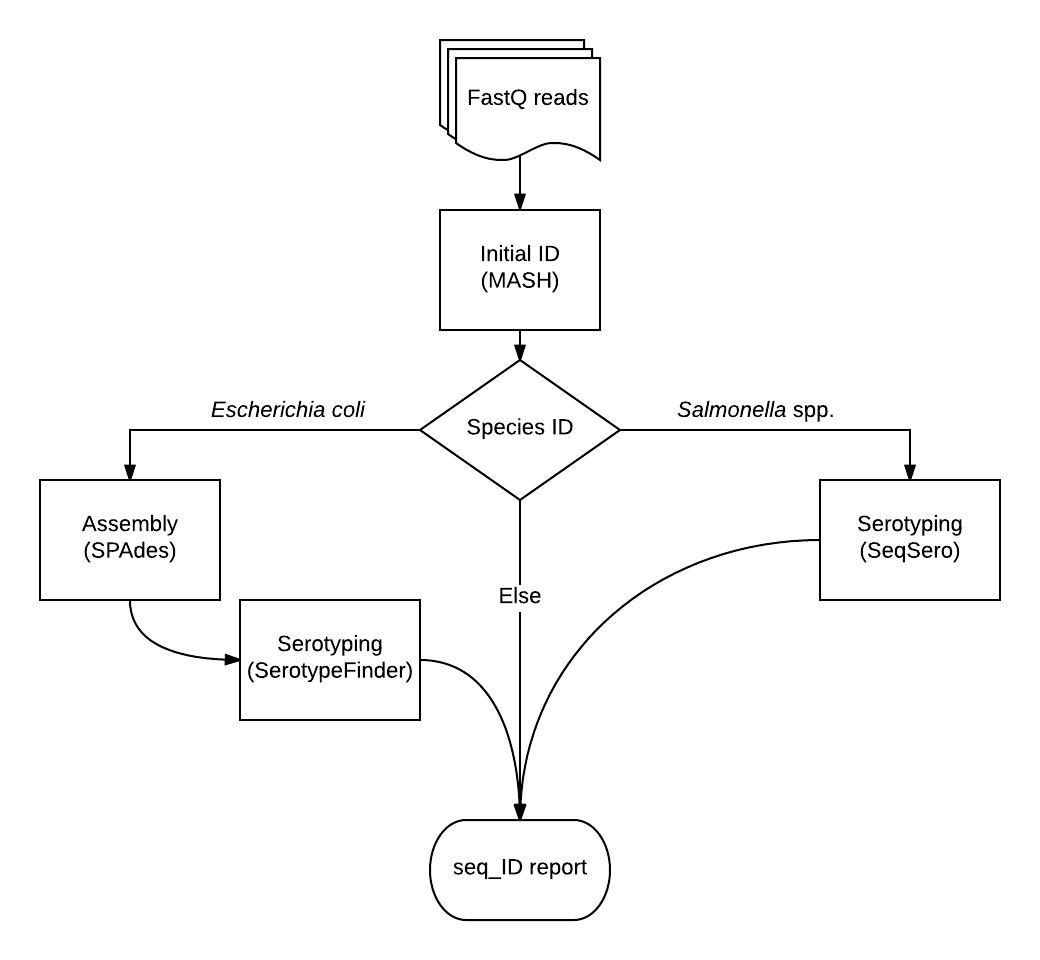 FastQ reads
Initial ID
(MASH)
Escherichia coli
Salmonella spp.
Species ID
Assembly
(SPAdes)
Serotyping
(SeqSero)
Else
Serotyping
(SerotypeFinder)
seq_ID report